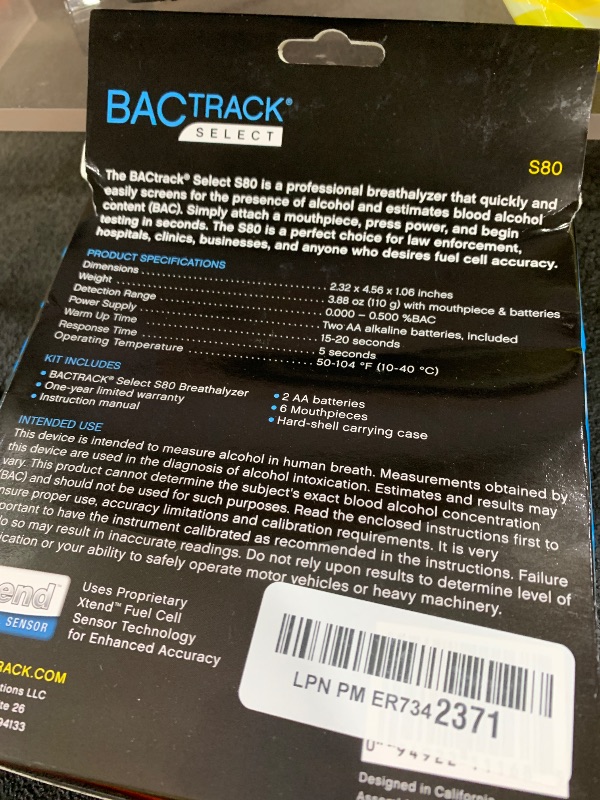 BACTRACK®
SELECT
S80
The BACtrack® Select S80 is a professional breathalyzer that quickly and
easily screens for the presence of alcohol and estimates blood alcohol
content (BAC). Simply attach a mouthpiece, press power, and begin
testing in seconds. The S80 is a perfect choice for law enforcement,
hospitals, clinics, businesses, and anyone who desires fuel cell accuracy.
PRODUCT SPECIFICATIONS
Dimensions 2.32 x 4.56 x 1.06 inches
Weight 3.88 oz (110 g) with mouthpiece & batteries
Detection Range 0.000 – 0.500 %BAC
Power Supply Two AA alkaline batteries, included
Warm Up Time 15-20 seconds
Response Time 5 seconds
Operating Temperature 50-104 °F (10-40 °C)
KIT INCLUDES
• BACTRACK® Select S80 Breathalyzer
• One-year limited warranty
• Instruction manual
• 2 AA batteries
• 6 Mouthpieces
• Hard-shell carrying case
INTENDED USE
This device is intended to measure alcohol in human breath. Measurements obtained by
this device are used in the diagnosis of alcohol intoxication. Estimates and results may
vary. This product cannot determine the subject's exact blood alcohol concentration
(BAC) and should not be used for such purposes. Read the enclosed instructions first to
nsure proper use, accuracy limitations and calibration requirements. It is very
portant to have the instrument calibrated as recommended in the instructions. Failure
o so may result in inaccurate readings. Do not rely upon results to determine level of
ication or your ability to safely operate motor vehicles or heavy machinery.
end
SENSOR
Uses Proprietary
Xtend™ Fuel Cell
Sensor Technology
for Enhanced Accuracy
RACK.COM
tions LLC
te 26
94133
LPN PM ER7342371
Designed in California